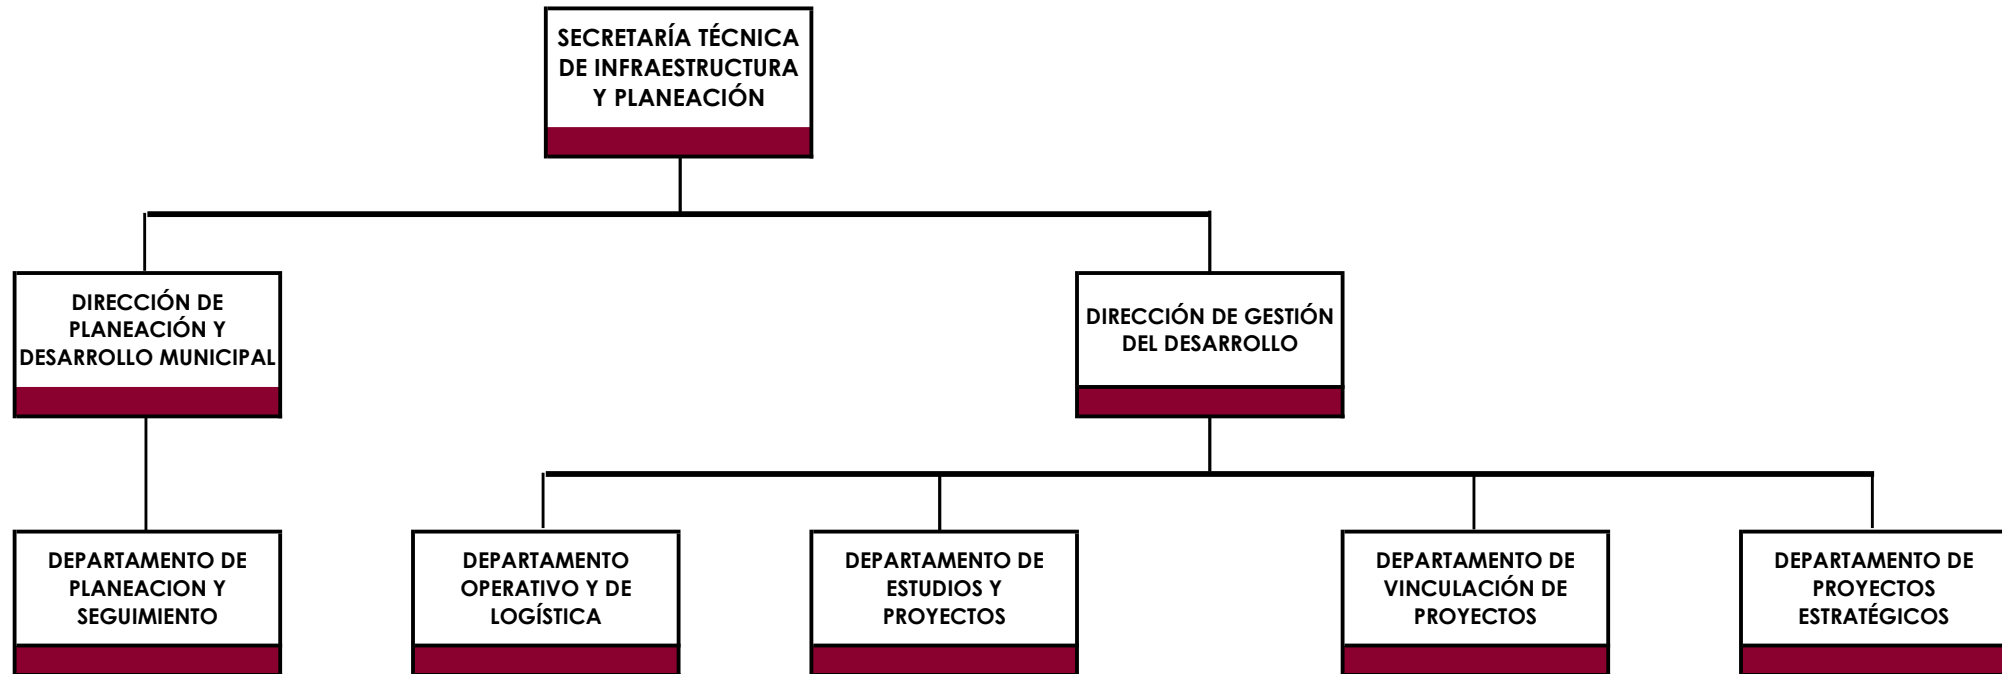 SECRETARÍA TÉCNICA
DE INFRAESTRUCTURA
Y PLANEACIÓN
DIRECCIÓN DE
PLANEACIÓN Y
DESARROLLO MUNICIPAL
DIRECCIÓN DE GESTIÓN
DEL DESARROLLO
DEPARTAMENTO DE
PLANEACION Y
SEGUIMIENTO
DEPARTAMENTO
OPERATIVO Y DE
LOGÍSTICA
DEPARTAMENTO DE
ESTUDIOS Y
PROYECTOS
DEPARTAMENTO DE
VINCULACIÓN DE
PROYECTOS
DEPARTAMENTO DE
PROYECTOS
ESTRATÉGICOS